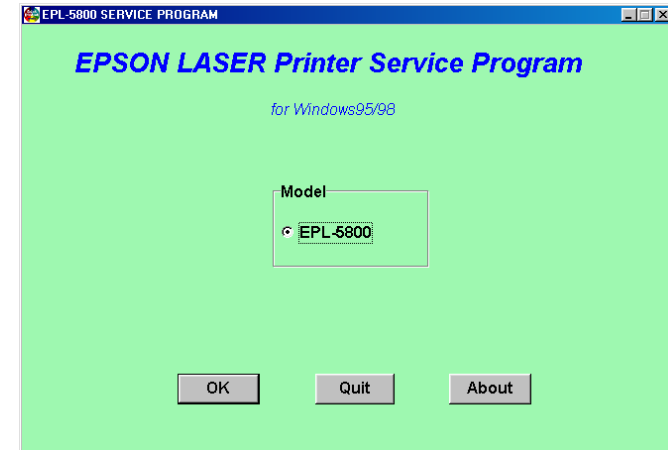 EPL-5800 SERVICE PROGRAM
EPSON LASER Printer Service Program
for Windows95/98
Model
EPL-5800
OK Quit About